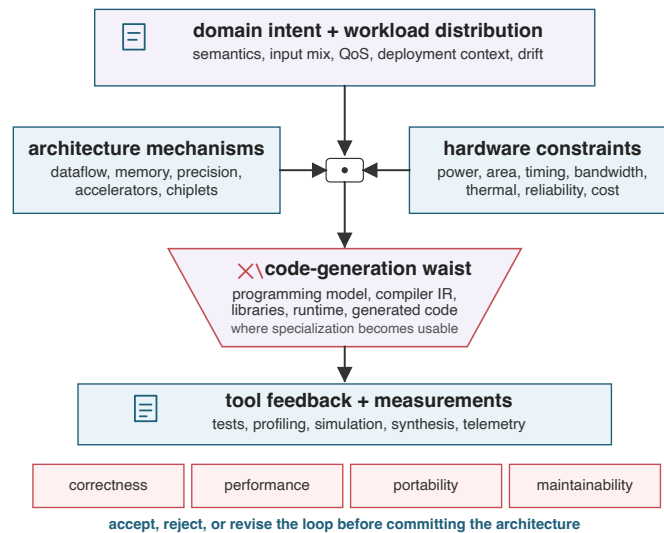 domain intent + workload distribution
semantics, input mix, QoS, deployment context, drift
architecture mechanisms
dataflow, memory, precision,
accelerators, chiplets
hardware constraints
power, area, timing, bandwidth,
thermal, reliability, cost
code-generation waist
programming model, compiler IR,
libraries, runtime, generated code
where specialization becomes usable
tool feedback + measurements
tests, profiling, simulation, synthesis, telemetry
correctness
performance
portability
maintainability
accept, reject, or revise the loop before committing the architecture